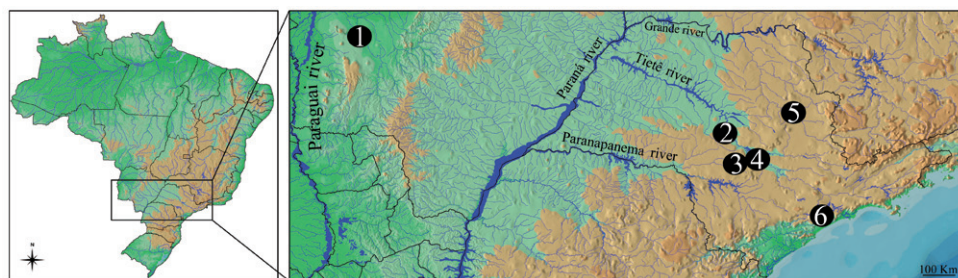 N
Paraguai river
1
Paraná river
Grande river
Tietê river
Paranapanema river
2
3
4
5
6
100 Km